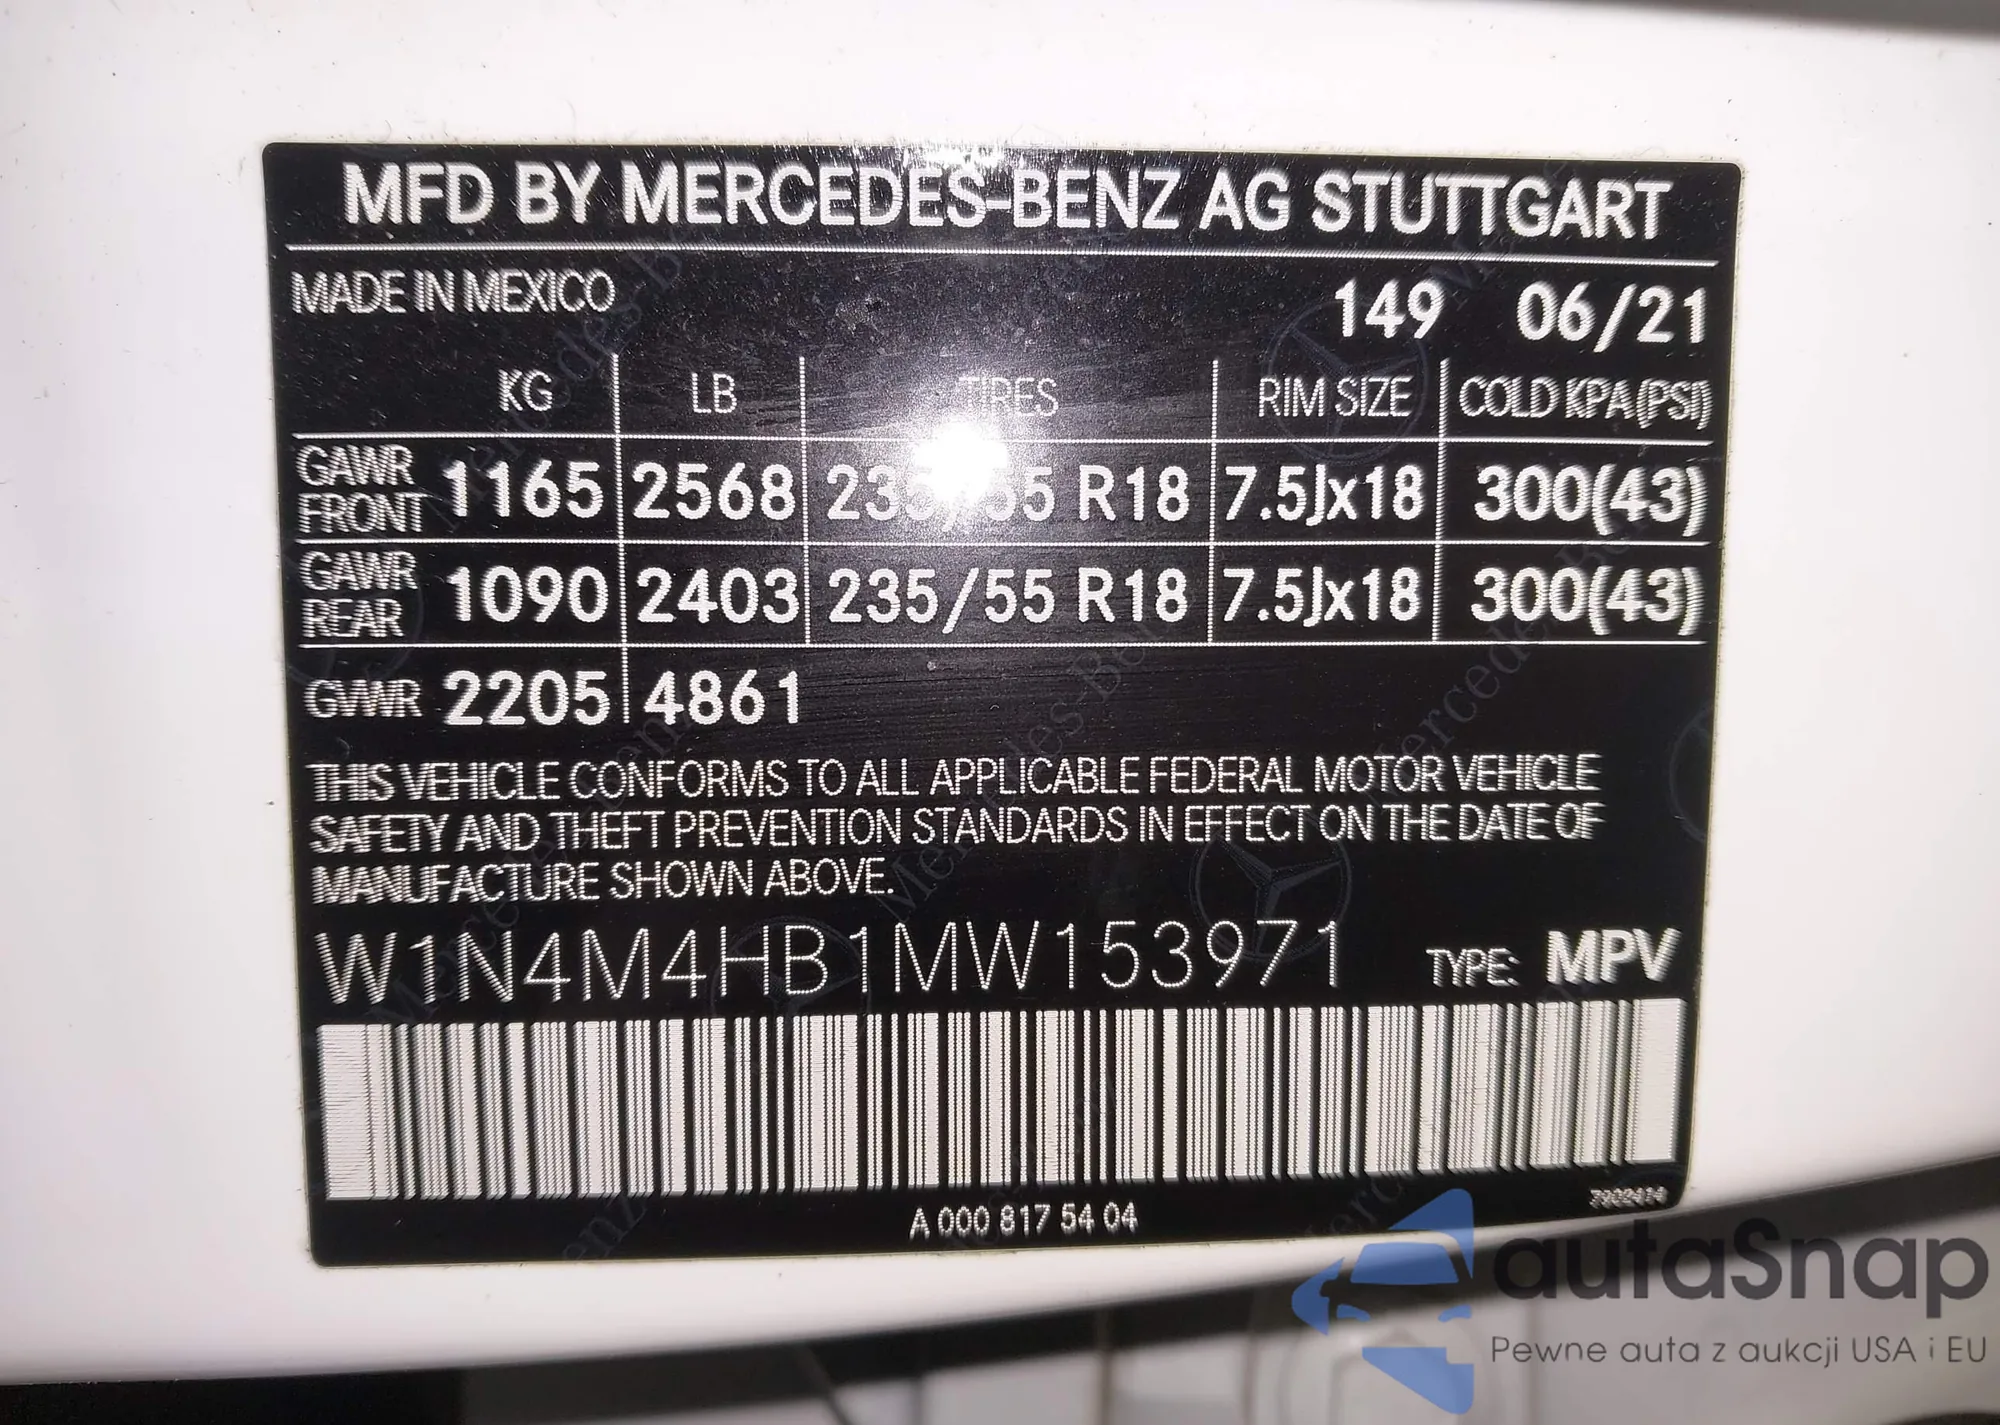 MFD BY MERCEDES-BENZ AG STUTTGART
MADE IN MEXICO 149 06/21
KG LB TIRES RIM SIZE COLD KPA(PSI)
GAWR FRONT 1165 2568 235/55 R18 7.5Jx18 300(43)
GAWR REAR 1090 2403 235/55 R18 7.5Jx18 300(43)
GVWR 2205 4861
THIS VEHICLE CONFORMS TO ALL APPLICABLE FEDERAL MOTOR VEHICLE
SAFETY AND THEFT PREVENTION STANDARDS IN EFFECT ON THE DATE OF
MANUFACTURE SHOWN ABOVE.
W1N4M4HB1MW153971 TYPE: MPV
7902414
A 000 817 54 04
autaSnap
Pewne auta z aukcji USA i EU